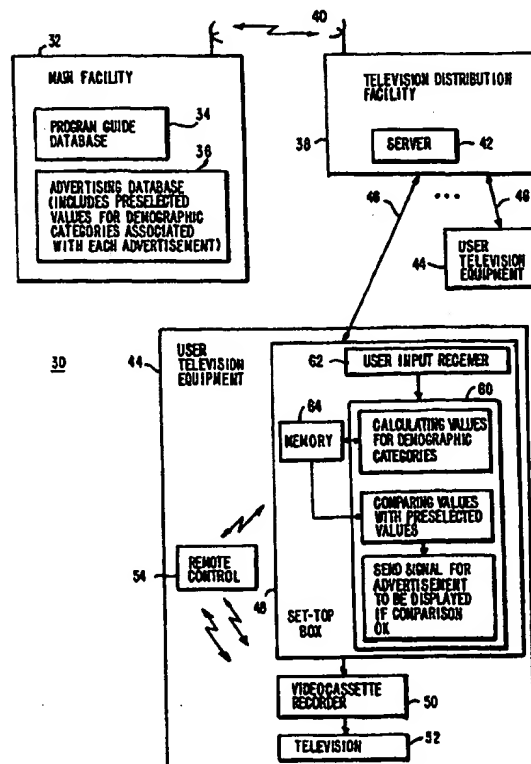 32
MAIN FACILITY
PROGRAM GUIDE
DATABASE
34
36
ADVERTISING DATABASE
(INCLUDES PRESELECTED
VALUES FOR DEMOGRAPHIC
CATEGORIES ASSOCIATED
WITH EACH ADVERTISEMENT)
40
TELEVISION DISTRIBUTION
FACILITY
38
SERVER
42
46
...
46
44
USER
TELEVISION
EQUIPMENT
30
44
USER
TELEVISION
EQUIPMENT
62
USER INPUT RECEIVER
60
64
MEMORY
CALCULATING VALUES
FOR DEMOGRAPHIC
CATEGORIES
COMPARING VALUES
WITH PRESELECTED
VALUES
SEND SIGNAL FOR
ADVERTISEMENT
TO BE DISPLAYED
IF COMPARISON
OK
54
REMOTE
CONTROL
48
SET-TOP
BOX
VIDEOCASSETTE
RECORDER
50
TELEVISION
52